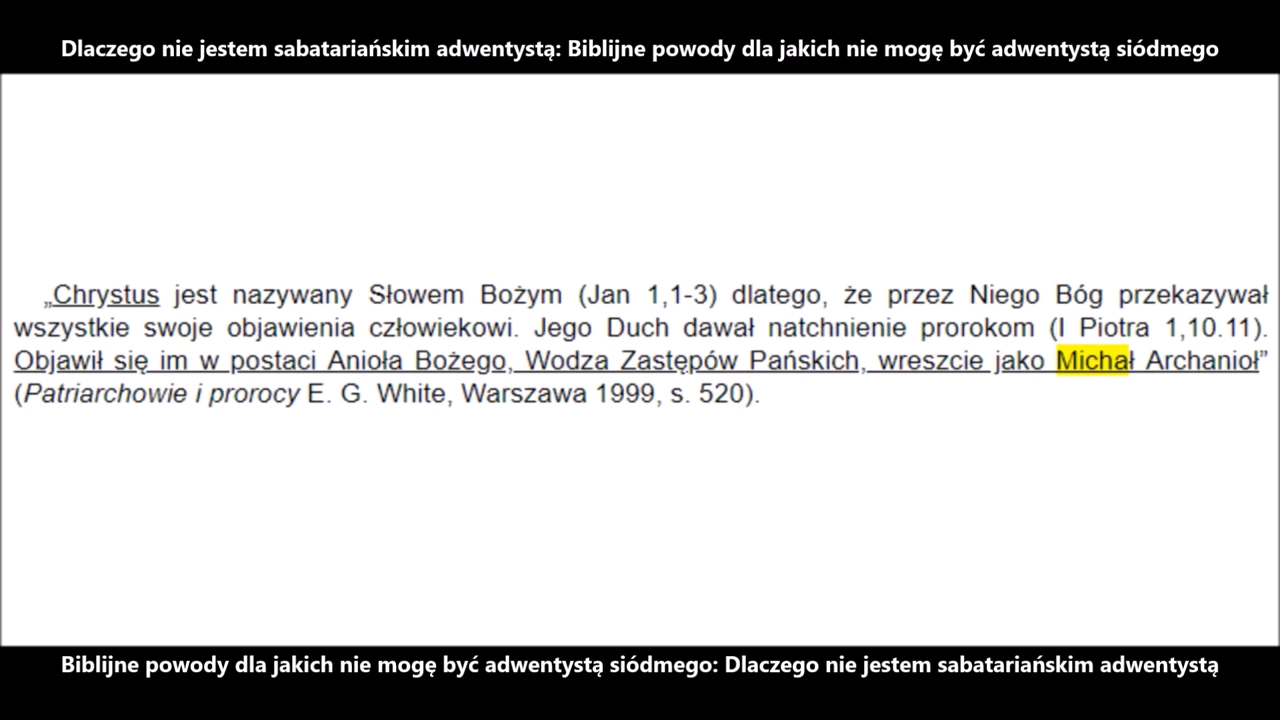 Dlaczego nie jestem sabatariańskim adwentystą: Biblijne powody dla jakich nie mogę być adwentystą siódmego
„Chrystus jest nazywany Słowem Bożym (Jan 1,1-3) dlatego, że przez Niego Bóg przekazywał
wszystkie swoje objawienia człowiekowi. Jego Duch dawał natchnienie prorokom (I Piotra 1,10.11).
Objawił się im w postaci Anioła Bożego, Wodza Zastępów Pańskich, wreszcie jako Michał Archanioł”
(Patriarchowie i prorocy E. G. White, Warszawa 1999, s. 520).
Biblijne powody dla jakich nie mogę być adwentystą siódmego: Dlaczego nie jestem sabatariańskim adwentystą